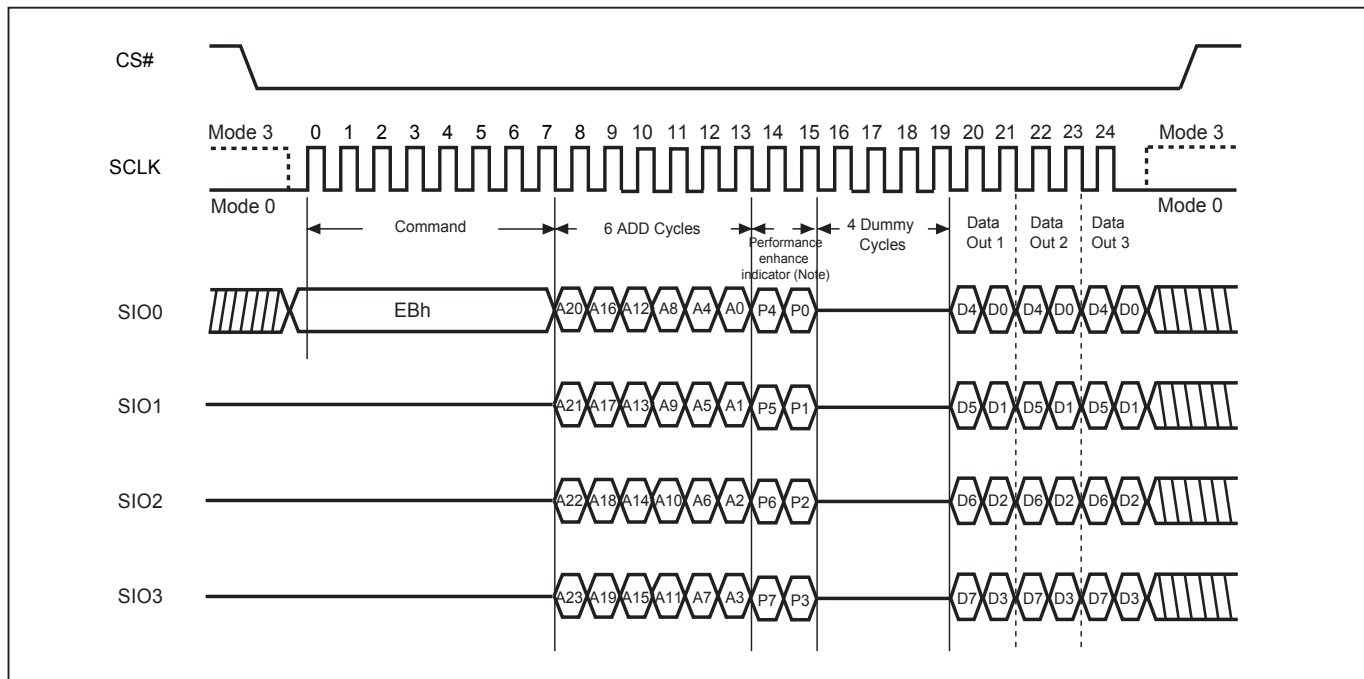 CS#
Mode 3 0 1 2 3 4 5 6 7 8 9 10 11 12 13 14 15 16 17 18 19 20 21 22 23 24 Mode 3
SCLK
Mode 0 Mode 0
Command 6 ADD Cycles Performance enhance indicator (Note) 4 Dummy Cycles Data Out 1 Data Out 2 Data Out 3
SIO0 EBh A20 A16 A12 A8 A4 A0 P4 P0 D4 D0 D4 D0 D4 D0
SIO1 A21 A17 A13 A9 A5 A1 P5 P1 D5 D1 D5 D1 D5 D1
SIO2 A22 A18 A14 A10 A6 A2 P6 P2 D6 D2 D6 D2 D6 D2
SIO3 A23 A19 A15 A11 A7 A3 P7 P3 D7 D3 D7 D3 D7 D3